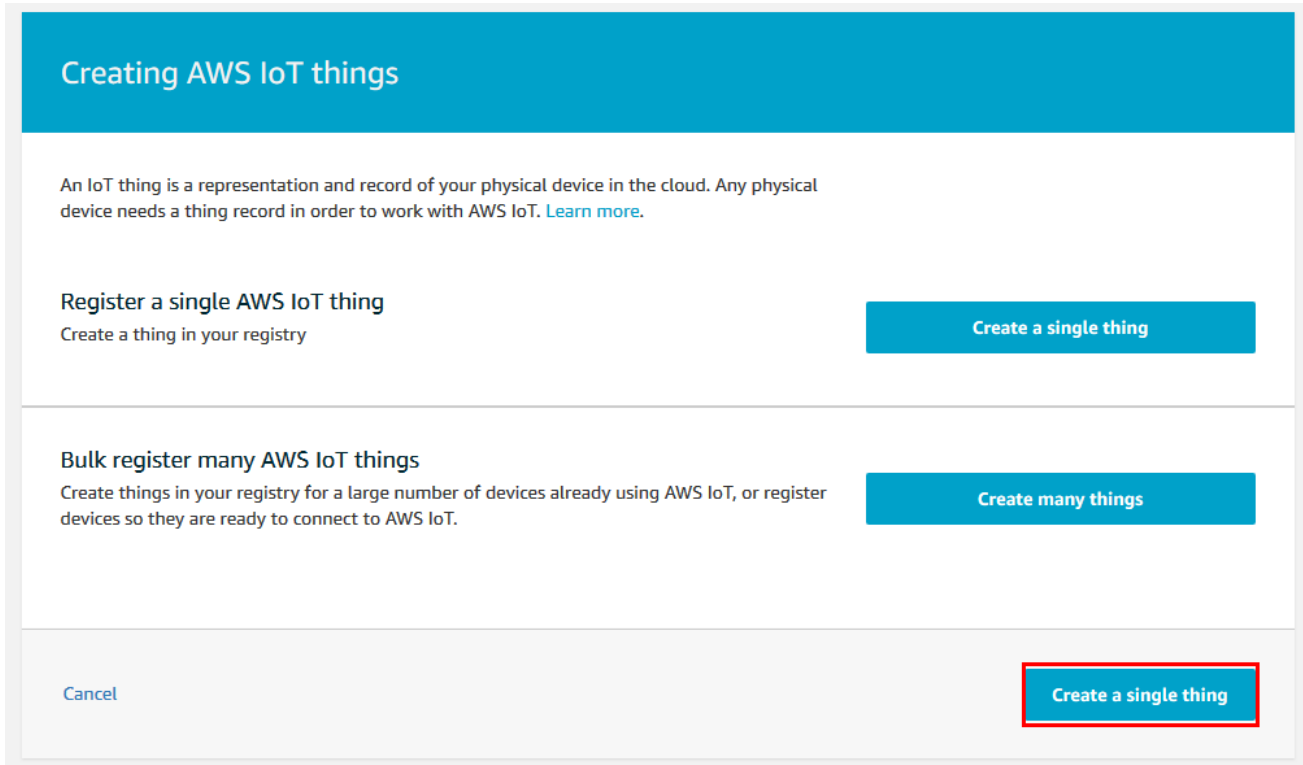 Creating AWS IoT things
An IoT thing is a representation and record of your physical device in the cloud. Any physical
device needs a thing record in order to work with AWS IoT. Learn more.
Register a single AWS IoT thing
Create a thing in your registry
Create a single thing
Bulk register many AWS IoT things
Create things in your registry for a large number of devices already using AWS IoT, or register
devices so they are ready to connect to AWS IoT.
Create many things
Cancel
Create a single thing